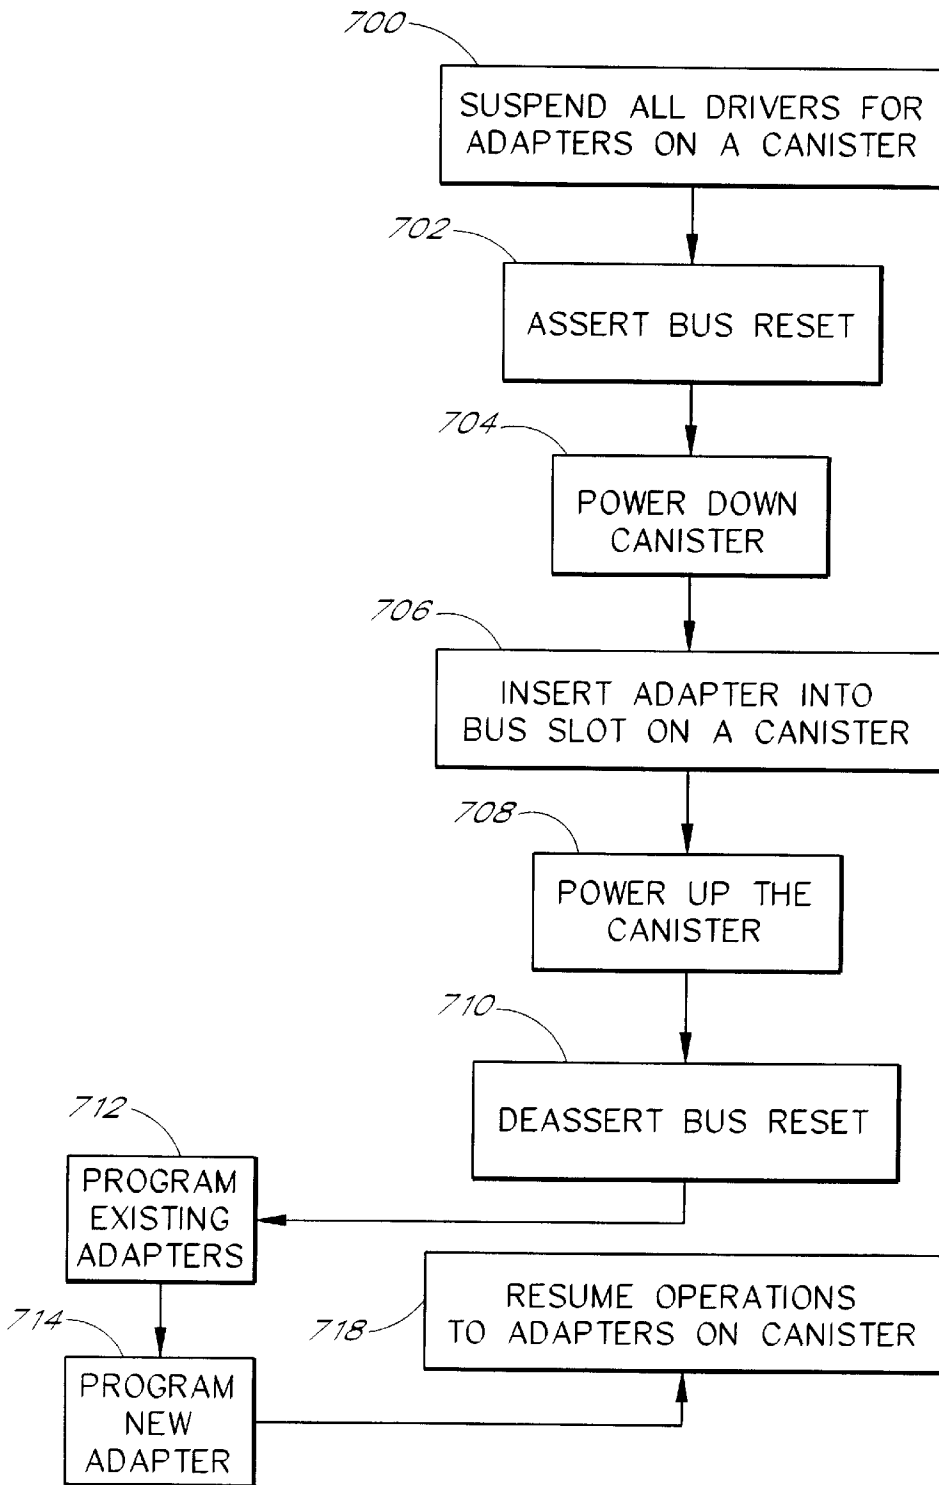 700
SUSPEND ALL DRIVERS FOR
ADAPTERS ON A CANISTER
702
ASSERT BUS RESET
704
POWER DOWN
CANISTER
706
INSERT ADAPTER INTO
BUS SLOT ON A CANISTER
708
POWER UP THE
CANISTER
710
DEASSERT BUS RESET
712
PROGRAM
EXISTING
ADAPTERS
714
PROGRAM
NEW
ADAPTER
718
RESUME OPERATIONS
TO ADAPTERS ON CANISTER